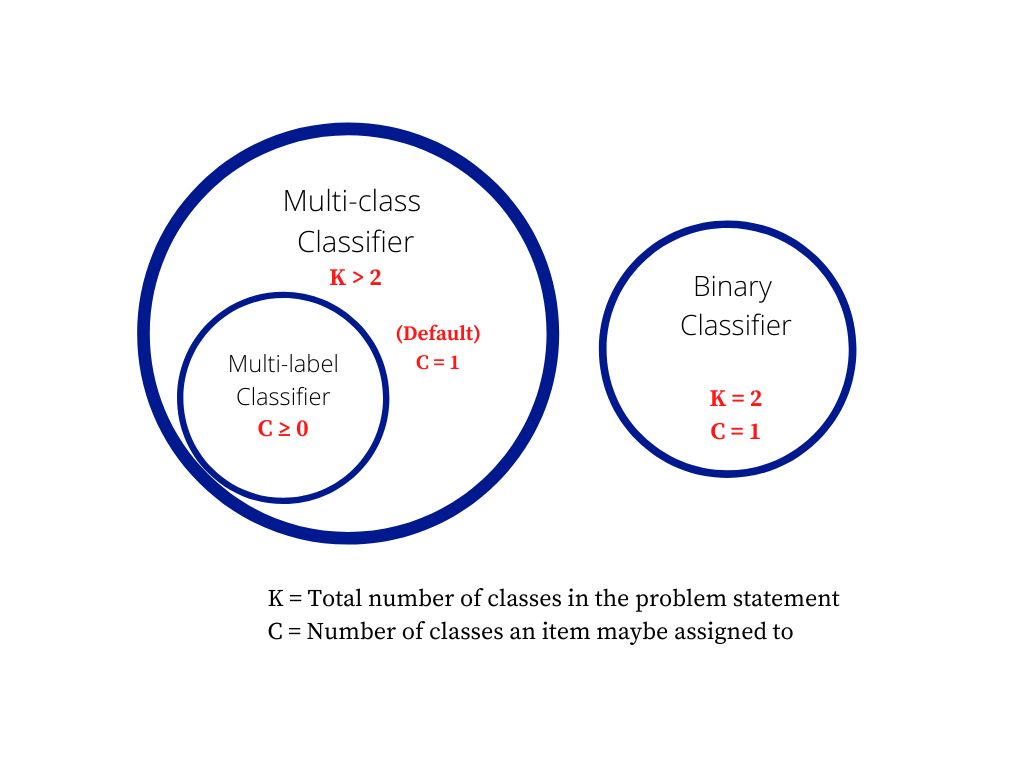 Multi-class
Classifier
K > 2
(Default)
C = 1
Multi-label
Classifier
C ≥ 0
Binary
Classifier
K = 2
C = 1
K = Total number of classes in the problem statement
C = Number of classes an item maybe assigned to